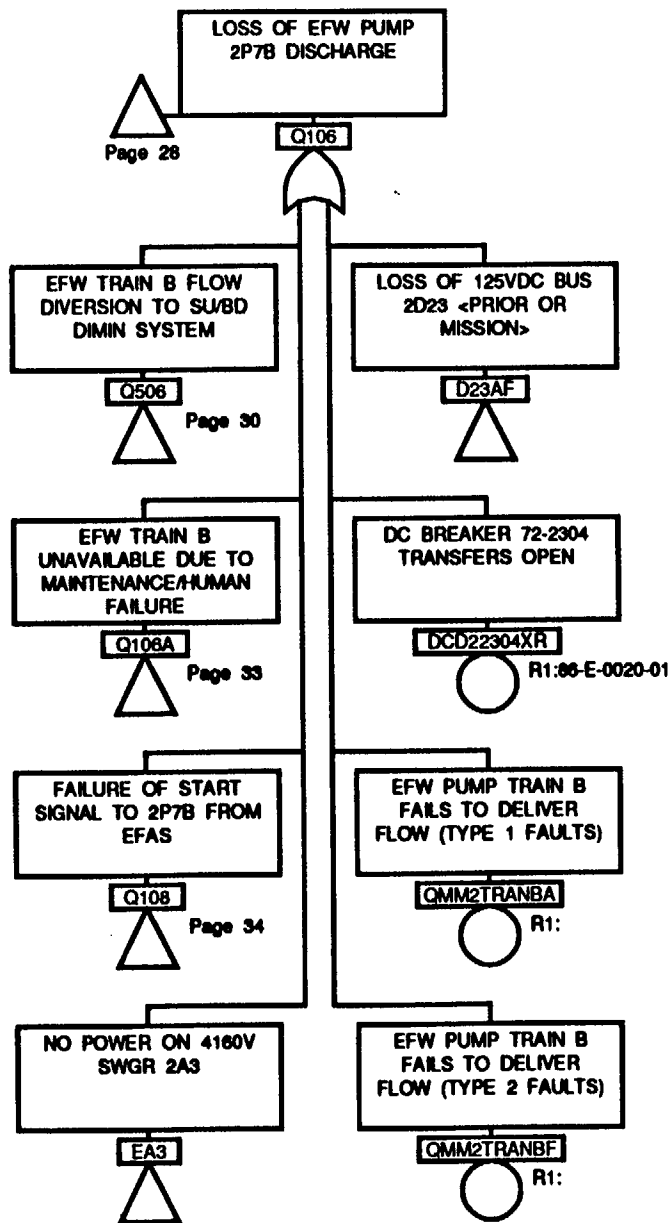 LOSS OF EFW PUMP
2P7B DISCHARGE
Page 28
Q106
EFW TRAIN B FLOW
DIVERSION TO SU/BD
DIMIN SYSTEM
Q506
Page 30
LOSS OF 125VDC BUS
2D23 <PRIOR OR
MISSION>
D23AF
EFW TRAIN B
UNAVAILABLE DUE TO
MAINTENANCE/HUMAN
FAILURE
Q106A
Page 33
DC BREAKER 72-2304
TRANSFERS OPEN
DCD22304XR
R1:86-E-0020-01
FAILURE OF START
SIGNAL TO 2P7B FROM
EFAS
Q108
Page 34
EFW PUMP TRAIN B
FAILS TO DELIVER
FLOW (TYPE 1 FAULTS)
QMM2TRANBA
R1:
NO POWER ON 4160V
SWGR 2A3
EA3
EFW PUMP TRAIN B
FAILS TO DELIVER
FLOW (TYPE 2 FAULTS)
QMM2TRANBF
R1: